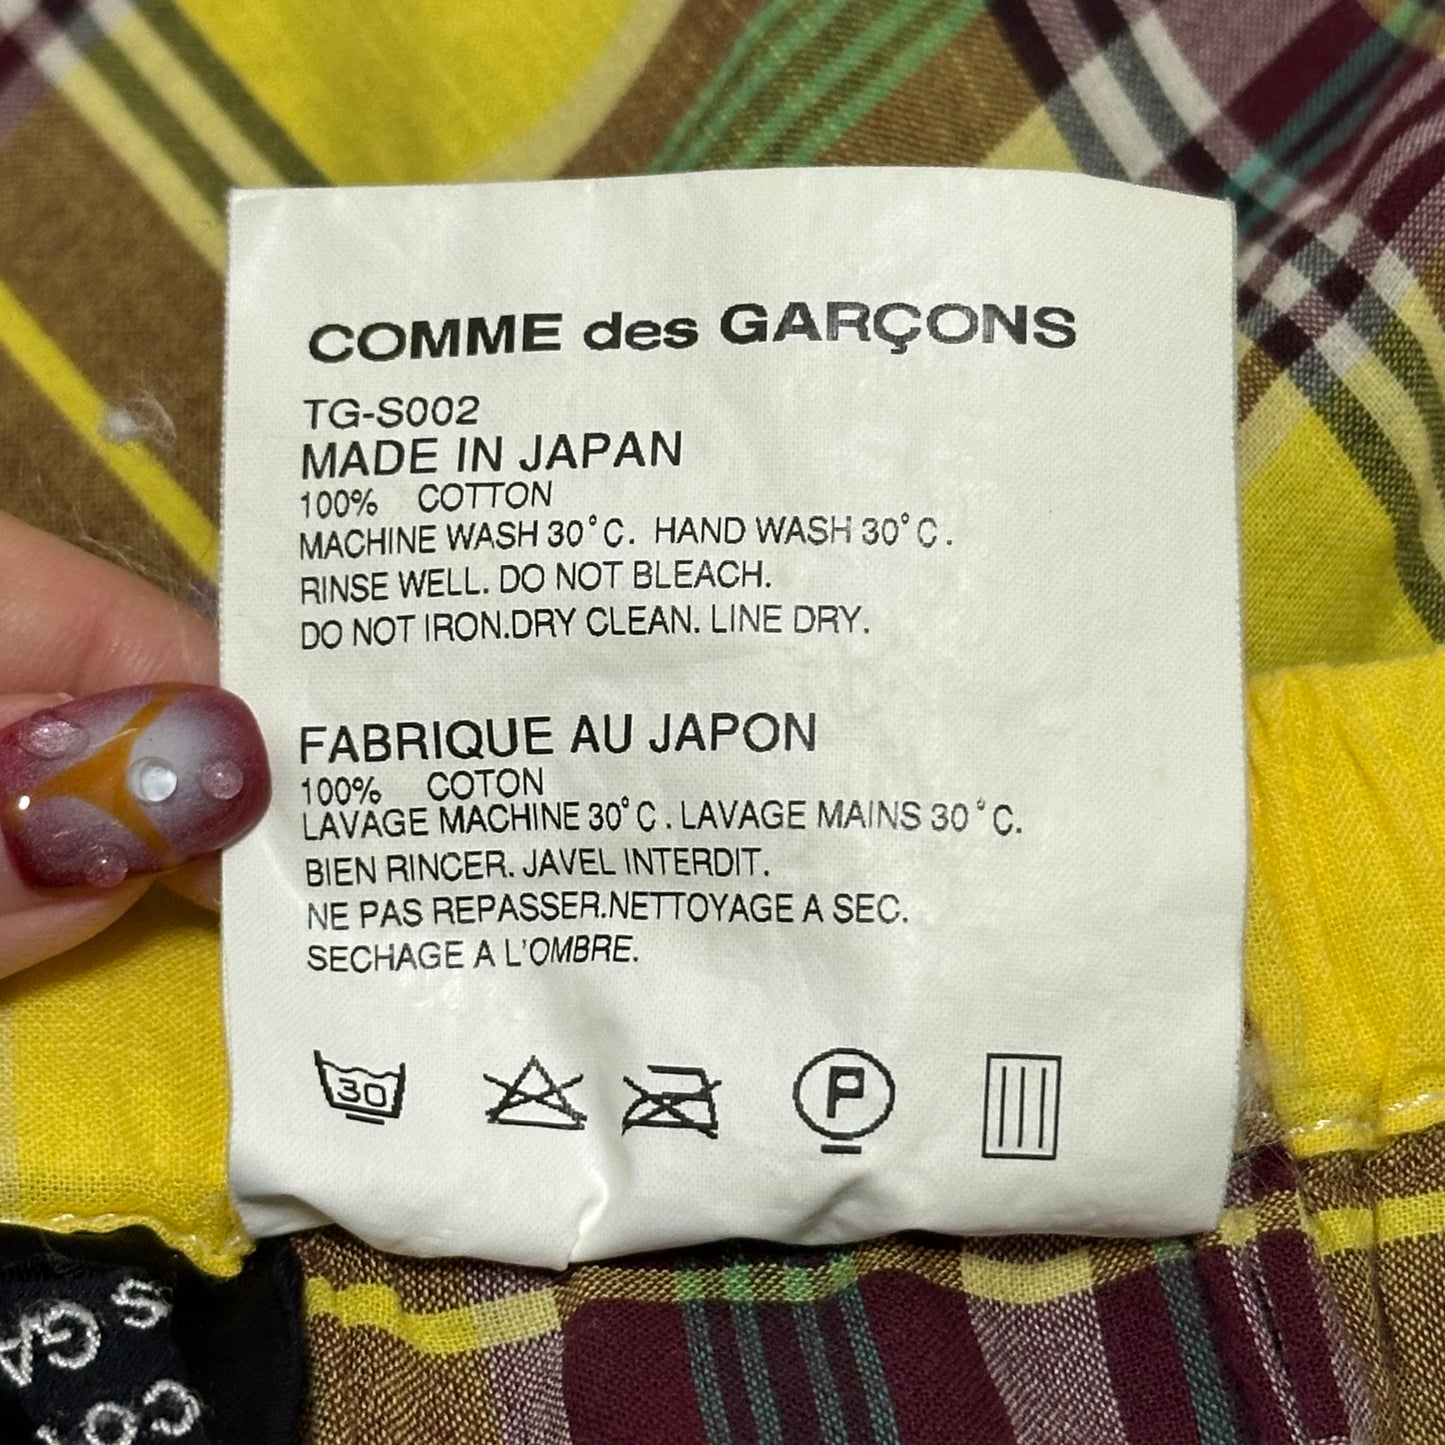 COMME des GARÇONS
TG-S002
MADE IN JAPAN
100% COTTON
MACHINE WASH 30°C. HAND WASH 30°C.
RINSE WELL. DO NOT BLEACH.
DO NOT IRON.DRY CLEAN. LINE DRY.
FABRIQUE AU JAPON
100% COTON
LAVAGE MACHINE 30°C. LAVAGE MAINS 30°C.
BIEN RINCER. JAVEL INTERDIT.
NE PAS REPASSER.NETTOYAGE A SEC.
SECHAGE A L'OMBRE.
30 P